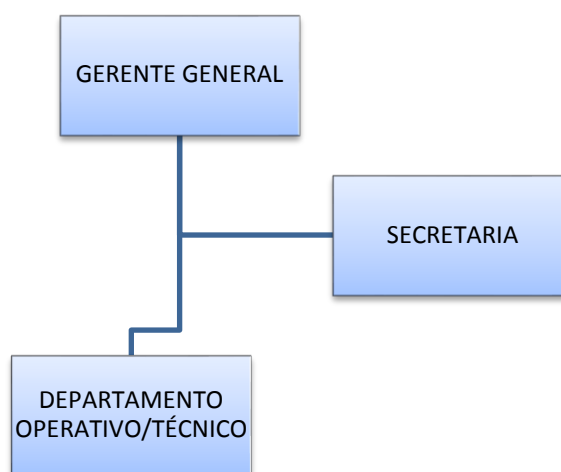 GERENTE GENERAL
SECRETARIA
DEPARTAMENTO
OPERATIVO/TÉCNICO